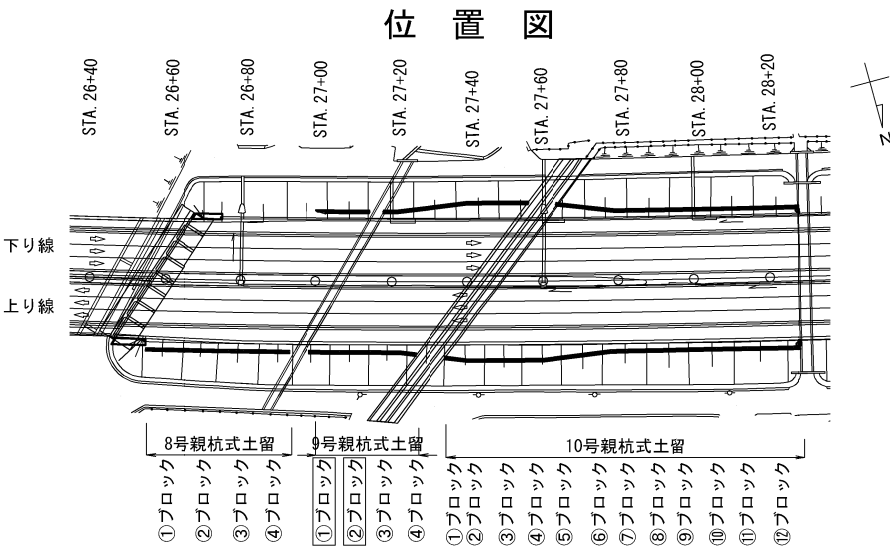 位置図
STA. 26+40
STA. 26+60
STA. 26+80
STA. 27+00
STA. 27+20
STA. 27+40
STA. 27+60
STA. 27+80
STA. 28+00
STA. 28+20
N
下り線
上り線
8号親杭式土留
9号親杭式土留
10号親杭式土留
①ブロック
②ブロック
③ブロック
④ブロック
①ブロック
②ブロック
③ブロック
④ブロック
①ブロック
②ブロック
③ブロック
④ブロック
⑤ブロック
⑥ブロック
⑦ブロック
⑧ブロック
⑨ブロック
⑩ブロック
⑪ブロック
⑫ブロック